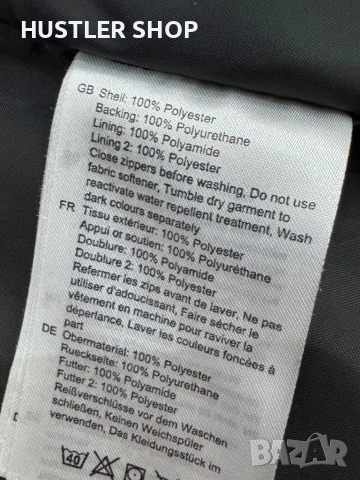 HUSTLER SHOP
GB Shell: 100% Polyester
Backing: 100% Polyurethane
Lining: 100% Polyamide
Lining 2: 100% Polyester
Close zippers before washing, Do not use
fabric softener, Tumble dry garment to
reactivate water repellent treatment, Wash
dark colours separately
FR Tissu extérieur: 100% Polyester
Appui or soutien: 100% Polyuréthane
Doublure: 100% Polyamide
Doublure 2: 100% Polyester
Refermer les zips avant de laver, Ne pas
utiliser d'adoucissant, Faire sécher le
vêtement en machine pour raviver la
déperlance, Laver les couleurs foncées à
part
DE Obermaterial: 100% Polyester
Rueckseite: 100% Polyurethane
Futter: 100% Polyamide
Futter 2: 100% Polyester
Reißverschlüsse vor dem Waschen
schließen, Keinen Weichspüler
verwenden, Das Kleidungsstück im
40
BAZAR